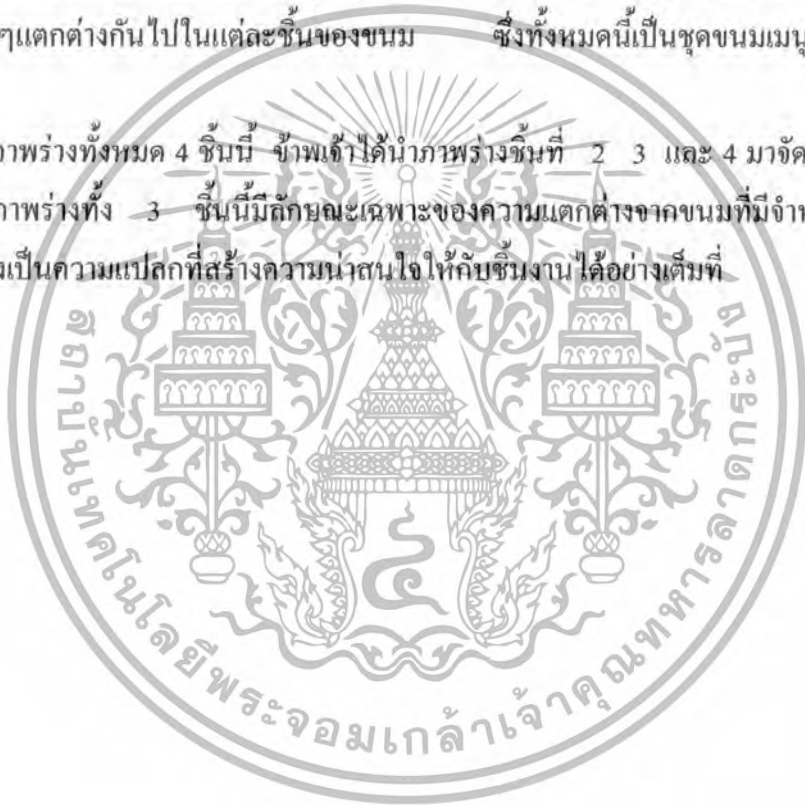 ๆแตกต่างกันไปในแต่ละชิ้นของขนม ซึ่งทั้งหมดนี้เป็นชุดขนมเมนู
าพร่างทั้งหมด 4 ชิ้นนี้ ข้าพเจ้าได้นำภาพร่างชิ้นที่ 2 3 และ 4 มาจัด
ภาพร่างทั้ง 3 ชิ้นนี้มีลักษณะเฉพาะของความแตกต่างจากขนมที่มีจำห
งเป็นความแปลกที่สร้างความน่าสนใจให้กับชิ้นงานได้อย่างเต็มที่
สถาบันเทคโนโลยีพระจอมเกล้าเจ้าคุณทหารลาดกระบัง
๔